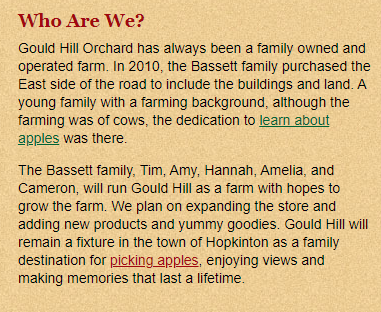 Who Are We?
Gould Hill Orchard has always been a family owned and
operated farm. In 2010, the Bassett family purchased the
East side of the road to include the buildings and land. A
young family with a farming background, although the
farming was of cows, the dedication to learn about
apples was there.
The Bassett family, Tim, Amy, Hannah, Amelia, and
Cameron, will run Gould Hill as a farm with hopes to
grow the farm. We plan on expanding the store and
adding new products and yummy goodies. Gould Hill will
remain a fixture in the town of Hopkinton as a family
destination for picking apples, enjoying views and
making memories that last a lifetime.